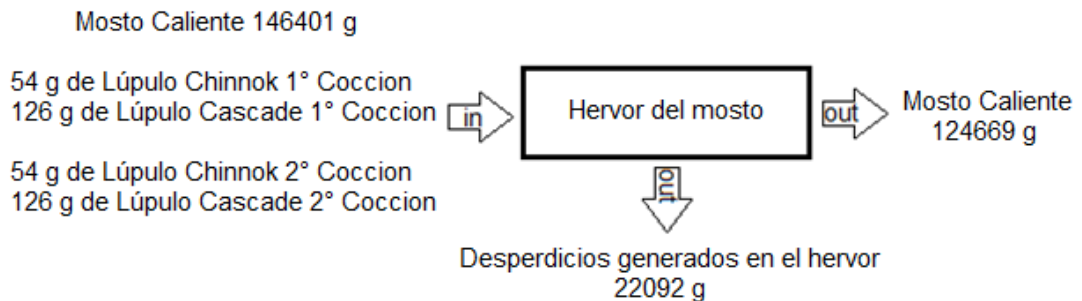 Mosto Caliente 146401 g
54 g de Lúpulo Chinnok 1° Coccion
126 g de Lúpulo Cascade 1° Coccion
54 g de Lúpulo Chinnok 2° Coccion
126 g de Lúpulo Cascade 2° Coccion
in
Hervor del mosto
out
Mosto Caliente
124669 g
out
Desperdicios generados en el hervor
22092 g